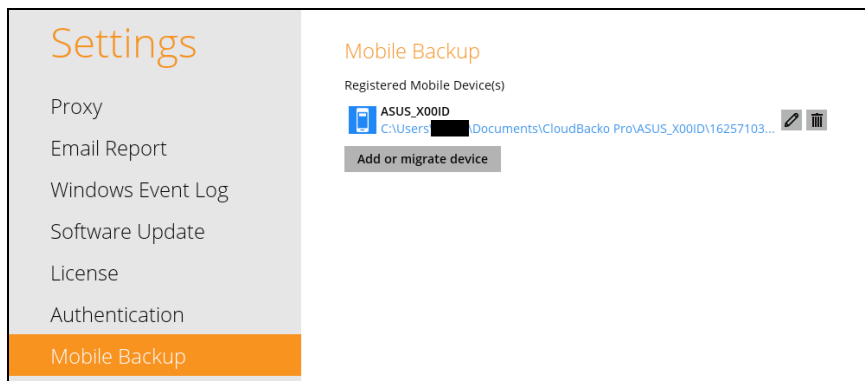 Settings
Proxy
Email Report
Windows Event Log
Software Update
License
Authentication
Mobile Backup
Mobile Backup
Registered Mobile Device(s)
ASUS_X00ID
C:\Users\ \Documents\CloudBacko Pro\ASUS_X00ID\16257103...
Add or migrate device